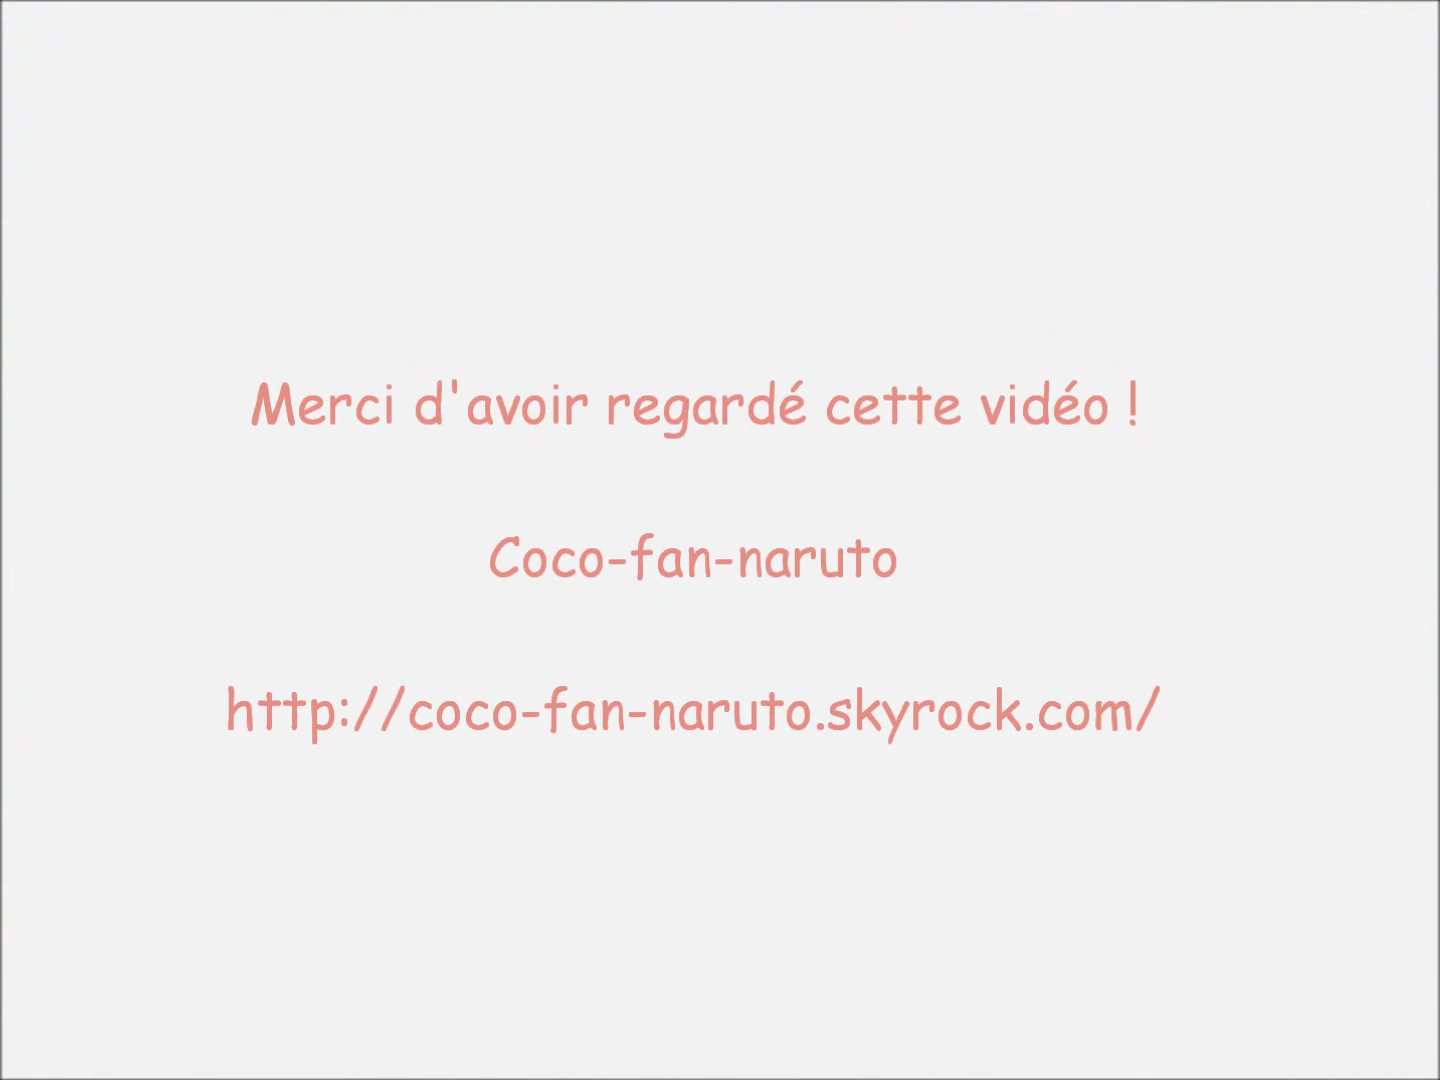 Merci d'avoir regardé cette vidéo !
Coco-fan-naruto
http://coco-fan-naruto.skyrock.com/